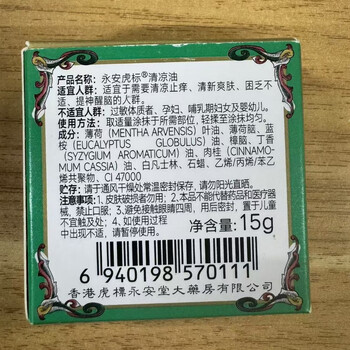 产品名称：永安虎标®清凉油
适宜人群：适宜于需要清凉止痒、清新爽肤、困乏不
适、提神醒脑的人群。
不适宜人群：过敏体质者、孕妇、哺乳期妇女及婴幼儿。
使用方法：取适量涂抹于所需部位，轻揉至涂抹均匀。
成分：薄荷（MENTHA ARVENSIS）叶油、薄荷脑、蓝
桉（EUCALYPTUS GLOBULUS）油、樟脑、丁香
（SYZYGIUM AROMATICUM）油、肉桂（CINNAMO-
MUM CASSIA）油、白凡士林、石蜡、乙烯/丙烯/苯乙
烯共聚物、CI 47000
贮存：请于通风干燥处常温密封保存，请勿阳光直晒。
注意事项：1、皮肤破损者勿用；2、本品不能代替药品和医疗器
械，禁止口服；3、避免接触眼睛四周，用后密封，置于儿童
不宜触及处；4、如使用过程
中出现不适，请暂停使用。
净含量：15g
6 940198 570111
香港虎標永安堂大藥房有限公司